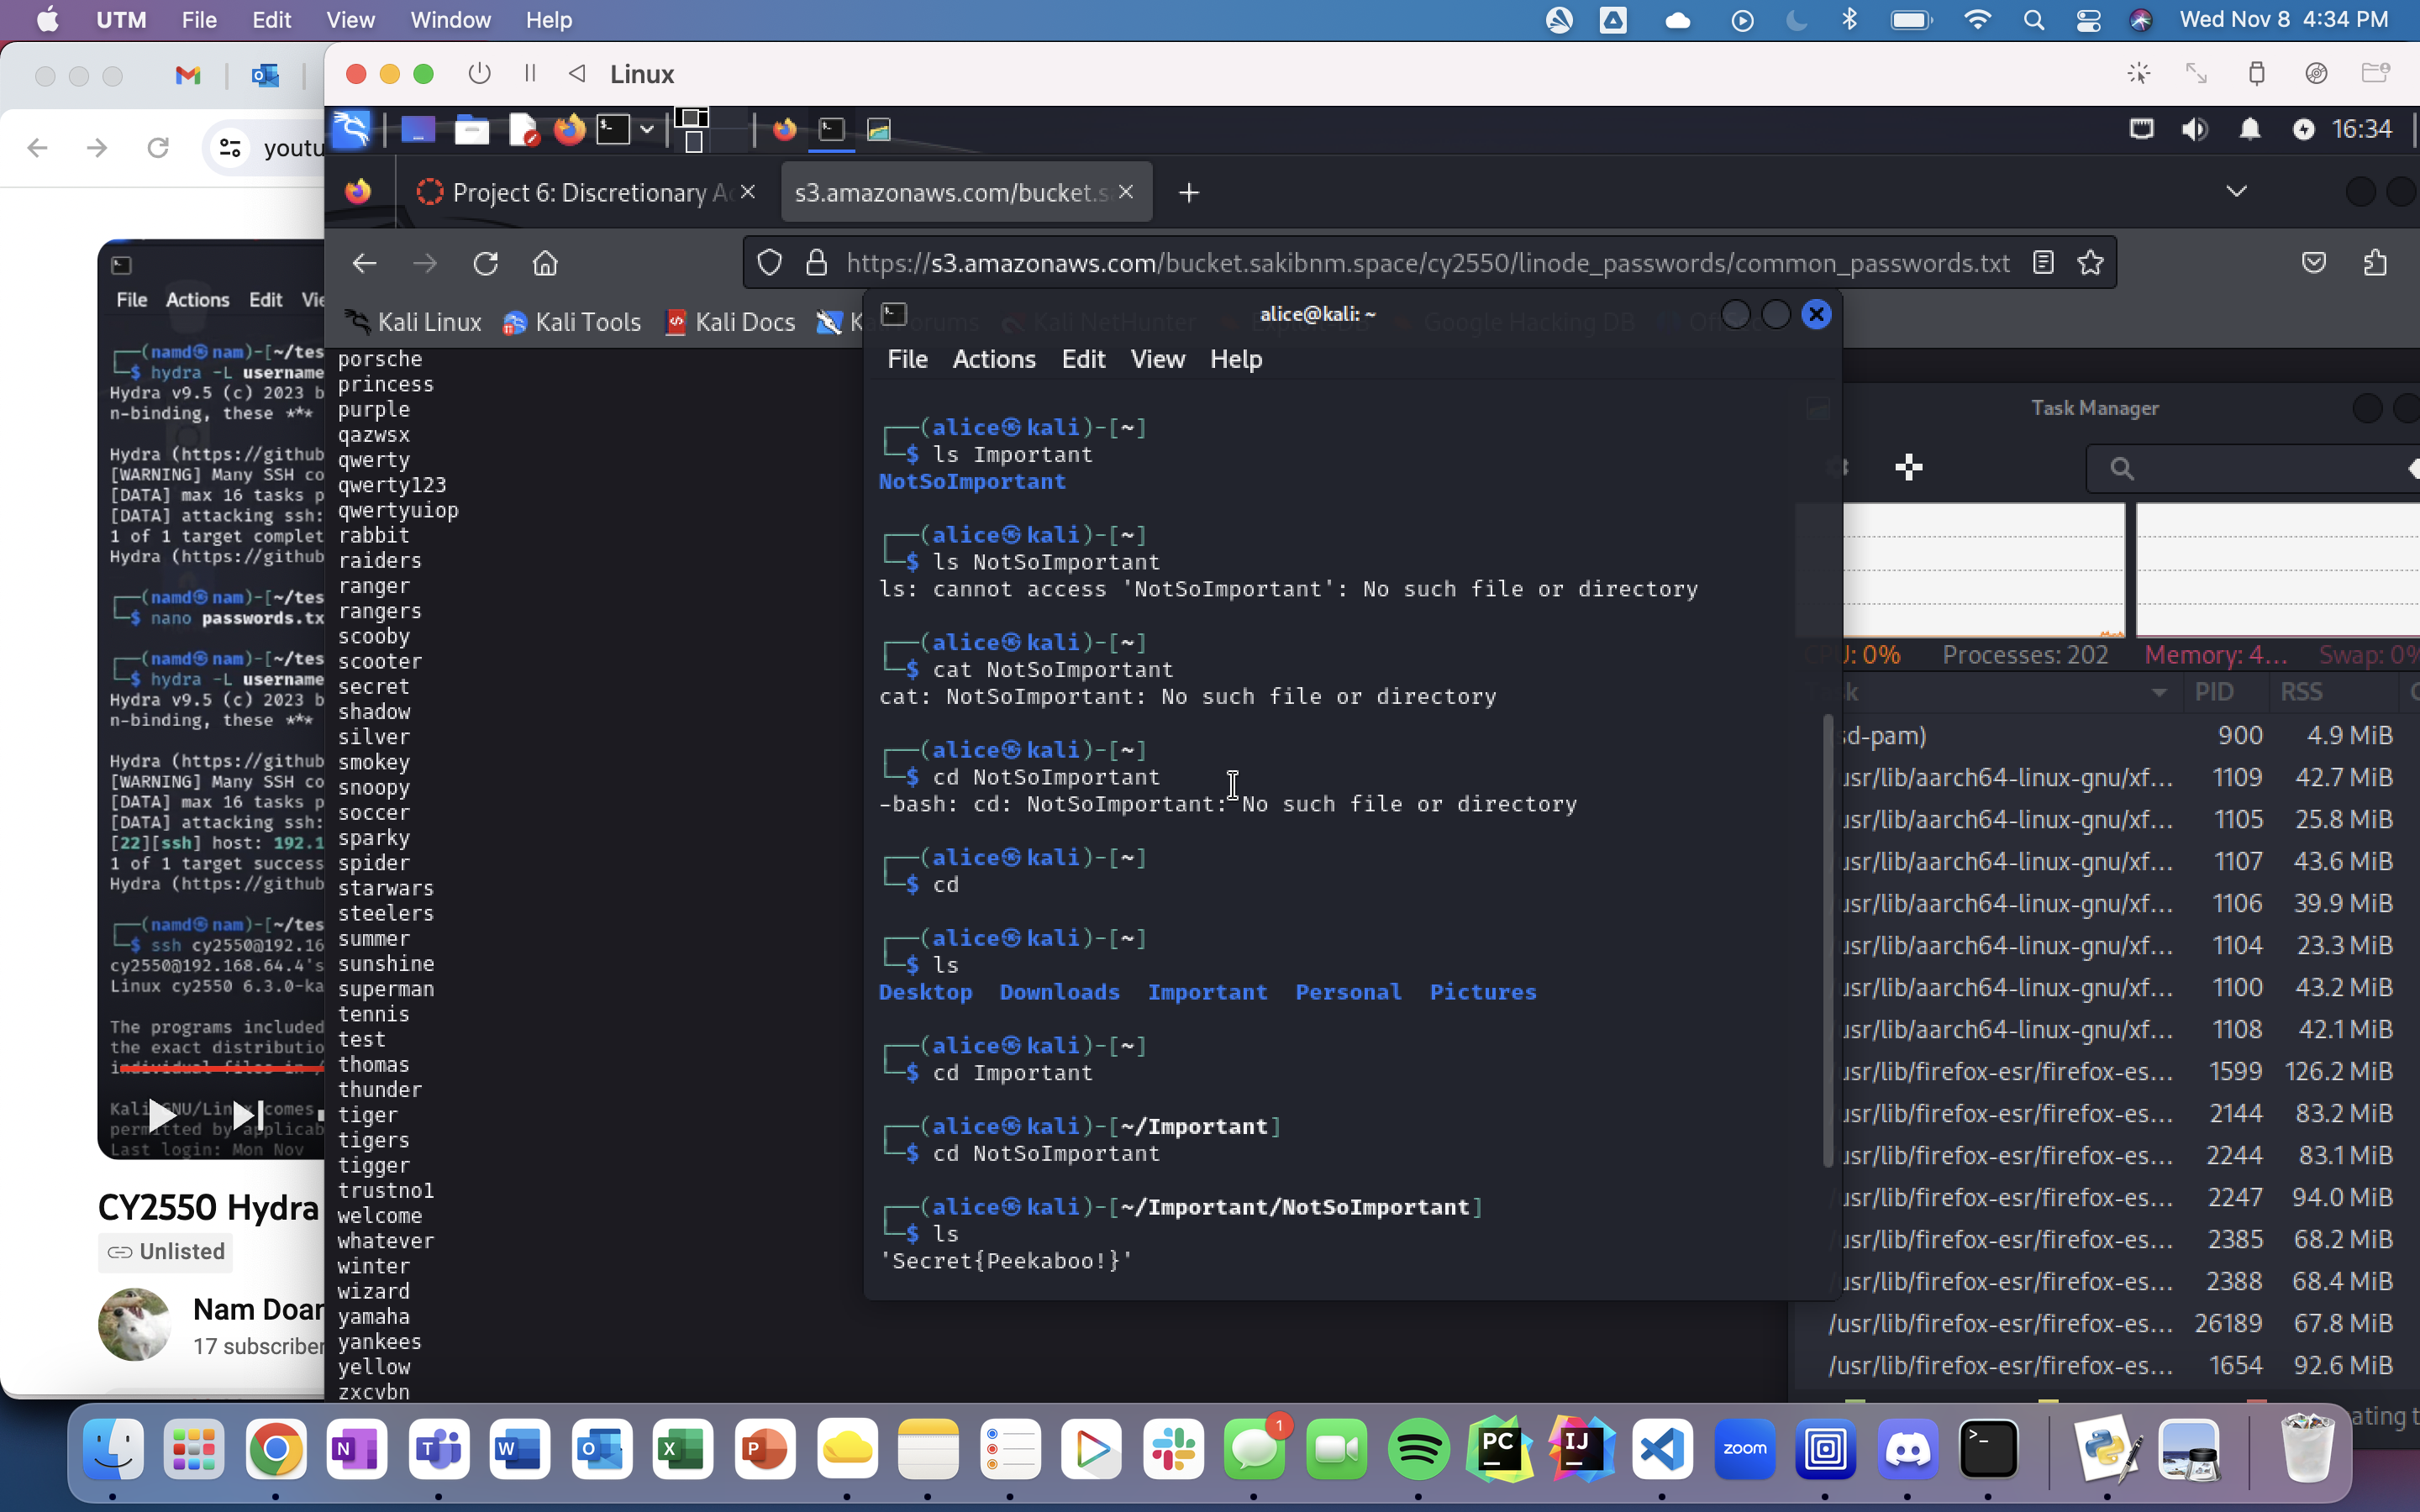 UTM File Edit View Window Help
Wed Nov 8 4:34 PM
Linux
16:34
youtu
Project 6: Discretionary A
s3.amazonaws.com/bucket.s
https://s3.amazonaws.com/bucket.sakibnm.space/cy2550/linode_passwords/common_passwords.txt
Kali Linux Kali Tools Kali Docs Kali Forums Kali NetHunter Google Hacking DB
File Actions Edit Vie
┌──(namd㉿nam)-[~/tes
└─$ hydra -L username
Hydra v9.5 (c) 2023 b
n-binding, these ***
Hydra (https://github
[WARNING] Many SSH co
[DATA] max 16 tasks p
[DATA] attacking ssh:
1 of 1 target complet
Hydra (https://github
┌──(namd㉿nam)-[~/tes
└─$ nano passwords.tx
┌──(namd㉿nam)-[~/tes
└─$ hydra -L username
Hydra v9.5 (c) 2023 b
n-binding, these ***
Hydra (https://github
[WARNING] Many SSH co
[DATA] max 16 tasks p
[DATA] attacking ssh:
[22][ssh] host: 192.1
1 of 1 target success
Hydra (https://github
┌──(namd㉿nam)-[~/tes
└─$ ssh cy2550@192.16
cy2550@192.168.64.4's
Linux cy2550 6.3.0-ka
The programs included
the exact distributio
individual files in /
Kali GNU/Linux comes
permitted by applicab
Last login: Mon Nov
CY2550 Hydra
Unlisted
Nam Doan
17 subscriber
porsche
princess
purple
qazwsx
qwerty
qwerty123
qwertyuiop
rabbit
raiders
ranger
rangers
scooby
scooter
secret
shadow
silver
smokey
snoopy
soccer
sparky
spider
starwars
steelers
summer
sunshine
superman
tennis
test
thomas
thunder
tiger
tigers
tigger
trustno1
welcome
whatever
winter
wizard
yamaha
yankees
yellow
zxcvbn
alice@kali: ~
File Actions Edit View Help
┌──(alice㉿kali)-[~]
└─$ ls Important
NotSoImportant
┌──(alice㉿kali)-[~]
└─$ ls NotSoImportant
ls: cannot access 'NotSoImportant': No such file or directory
┌──(alice㉿kali)-[~]
└─$ cat NotSoImportant
cat: NotSoImportant: No such file or directory
┌──(alice㉿kali)-[~]
└─$ cd NotSoImportant
-bash: cd: NotSoImportant: No such file or directory
┌──(alice㉿kali)-[~]
└─$ cd
┌──(alice㉿kali)-[~]
└─$ ls
Desktop Downloads Important Personal Pictures
┌──(alice㉿kali)-[~]
└─$ cd Important
┌──(alice㉿kali)-[~/Important]
└─$ cd NotSoImportant
┌──(alice㉿kali)-[~/Important/NotSoImportant]
└─$ ls
'Secret{Peekaboo!}'
Task Manager
CPU: 0% Processes: 202 Memory: 4... Swap: 0%
PID RSS
sd-pam) 900 4.9 MiB
usr/lib/aarch64-linux-gnu/xf... 1109 42.7 MiB
usr/lib/aarch64-linux-gnu/xf... 1105 25.8 MiB
usr/lib/aarch64-linux-gnu/xf... 1107 43.6 MiB
usr/lib/aarch64-linux-gnu/xf... 1106 39.9 MiB
usr/lib/aarch64-linux-gnu/xf... 1104 23.3 MiB
usr/lib/aarch64-linux-gnu/xf... 1100 43.2 MiB
usr/lib/aarch64-linux-gnu/xf... 1108 42.1 MiB
usr/lib/firefox-esr/firefox-es... 1599 126.2 MiB
usr/lib/firefox-esr/firefox-es... 2144 83.2 MiB
usr/lib/firefox-esr/firefox-es... 2244 83.1 MiB
usr/lib/firefox-esr/firefox-es... 2247 94.0 MiB
usr/lib/firefox-esr/firefox-es... 2385 68.2 MiB
/usr/lib/firefox-esr/firefox-es... 2388 68.4 MiB
/usr/lib/firefox-esr/firefox-es... 26189 67.8 MiB
/usr/lib/firefox-esr/firefox-es... 1654 92.6 MiB
ating t
1
zoom
PC
IJ